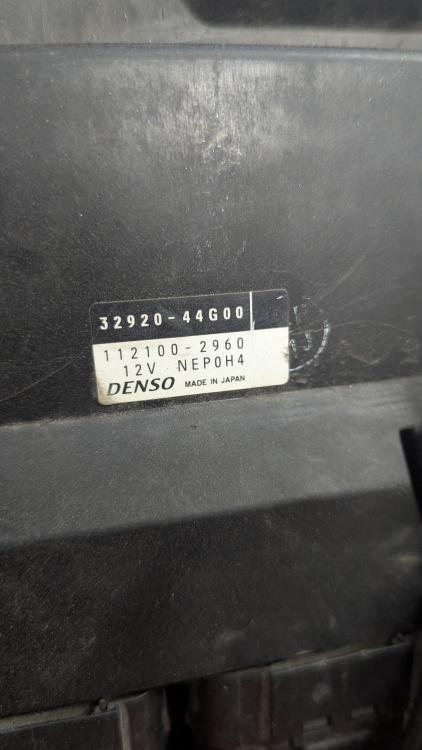 32920-44G00
112100-2960
12V NEP0H4
DENSO MADE IN JAPAN